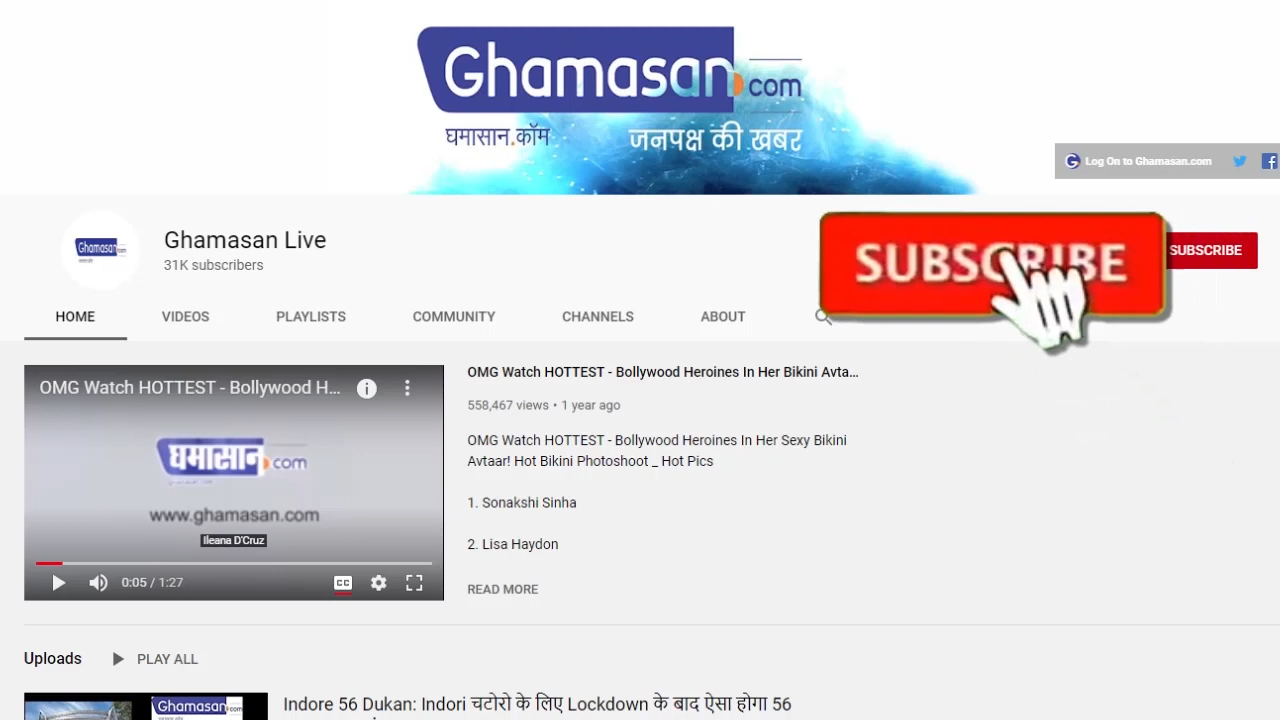 Ghamasan.com
घमासान.कॉम
जनपक्ष की खबर
Log On to Ghamasan.com
Ghamasan Live
31K subscribers
SUBSCRIBE
SUBSCRIBE
HOME
VIDEOS
PLAYLISTS
COMMUNITY
CHANNELS
ABOUT
OMG Watch HOTTEST - Bollywood H...
घमासान.com
www.ghamasan.com
Ileana D'Cruz
0:05 / 1:27
CC
OMG Watch HOTTEST - Bollywood Heroines In Her Bikini Avta...
558,467 views • 1 year ago
OMG Watch HOTTEST - Bollywood Heroines In Her Sexy Bikini
Avtaar! Hot Bikini Photoshoot _ Hot Pics
1. Sonakshi Sinha
2. Lisa Haydon
READ MORE
Uploads
PLAY ALL
Ghamasan.com
Indore 56 Dukan: Indori चटोरो के लिए Lockdown के बाद ऐसा होगा 56